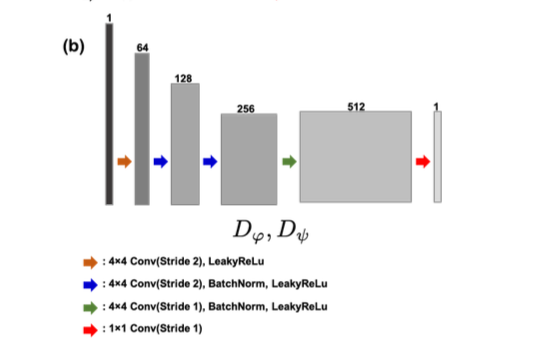 (b)
1
64
128
256
512
1
Dφ, Dψ
: 4×4 Conv(Stride 2), LeakyReLu
: 4×4 Conv(Stride 2), BatchNorm, LeakyReLu
: 4×4 Conv(Stride 1), BatchNorm, LeakyReLu
: 1×1 Conv(Stride 1)